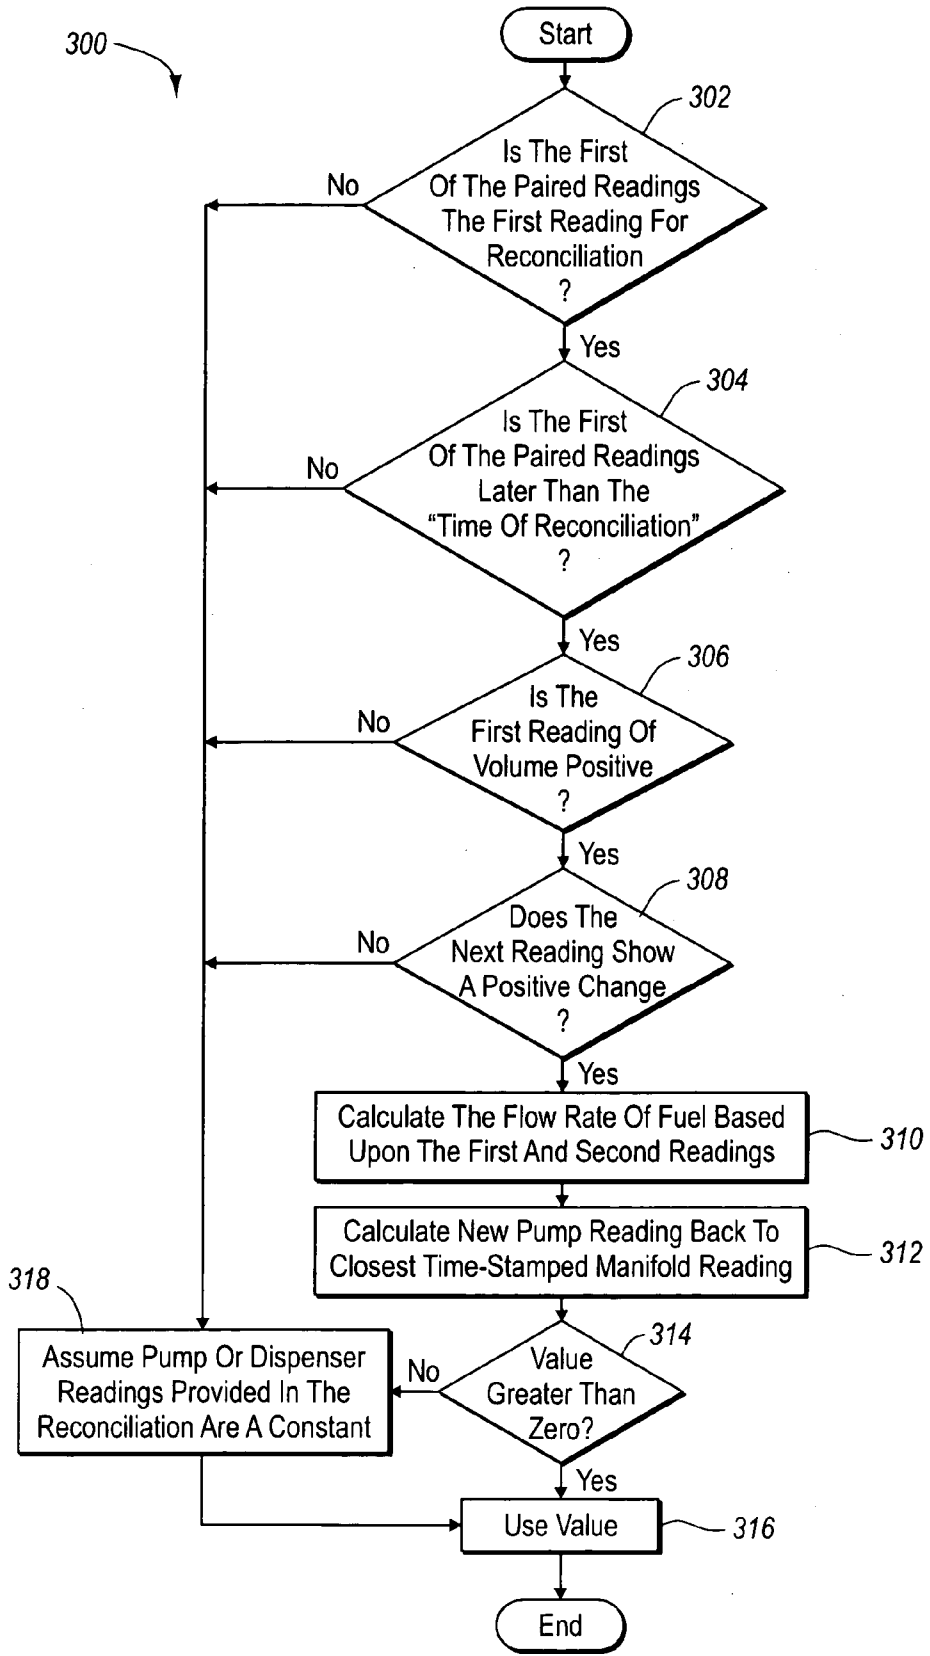 300
Start
302
Is The First
Of The Paired Readings
The First Reading For
Reconciliation
?
No
Yes
304
Is The First
Of The Paired Readings
Later Than The
“Time Of Reconciliation”
?
No
Yes
306
Is The
First Reading Of
Volume Positive
?
No
Yes
308
Does The
Next Reading Show
A Positive Change
?
No
Yes
Calculate The Flow Rate Of Fuel Based
Upon The First And Second Readings
310
Calculate New Pump Reading Back To
Closest Time-Stamped Manifold Reading
312
314
Value
Greater Than
Zero?
No
Yes
318
Assume Pump Or Dispenser
Readings Provided In The
Reconciliation Are A Constant
Use Value
316
End